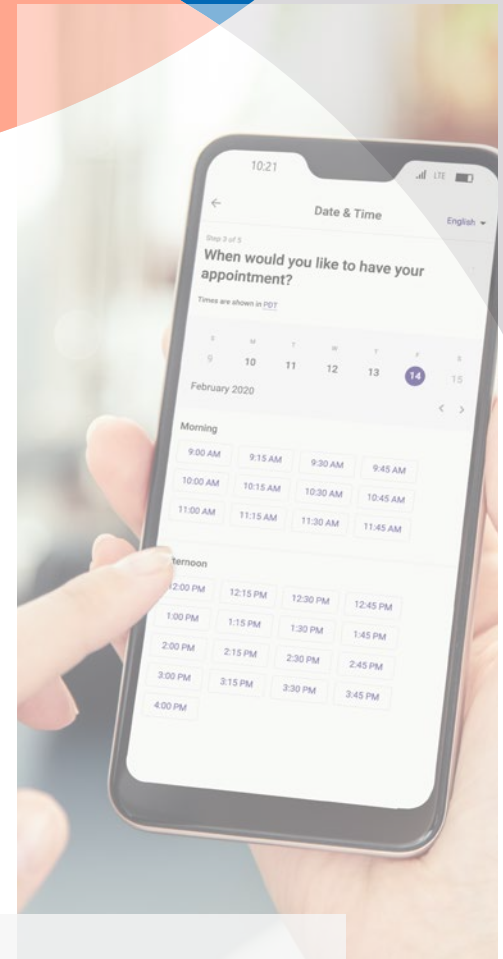 10:21 LTE
Date & Time English
Step 3 of 5
When would you like to have your
appointment?
Times are shown in PDT
S M T W T F S
9 10 11 12 13 14 15
February 2020
Morning
9:00 AM 9:15 AM 9:30 AM 9:45 AM
10:00 AM 10:15 AM 10:30 AM 10:45 AM
11:00 AM 11:15 AM 11:30 AM 11:45 AM
ternoon
12:00 PM 12:15 PM 12:30 PM 12:45 PM
1:00 PM 1:15 PM 1:30 PM 1:45 PM
2:00 PM 2:15 PM 2:30 PM 2:45 PM
3:00 PM 3:15 PM 3:30 PM 3:45 PM
4:00 PM